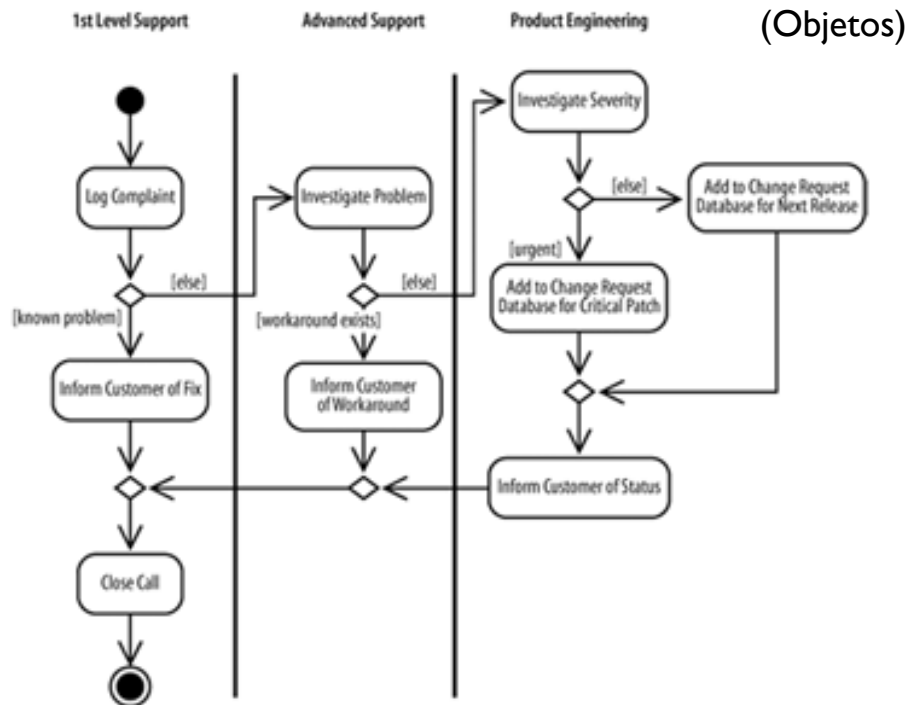 1st Level Support
Advanced Support
Product Engineering
(Objetos)
Investigate Severity
Log Complaint
Investigate Problem
[else]
Add to Change Request
Database for Next Release
[urgent]
[else]
[else]
Add to Change Request
Database for Critical Patch
[known problem]
[workaround exists]
Inform Customer of Fix
Inform Customer
of Workaround
Inform Customer of Status
Close Call